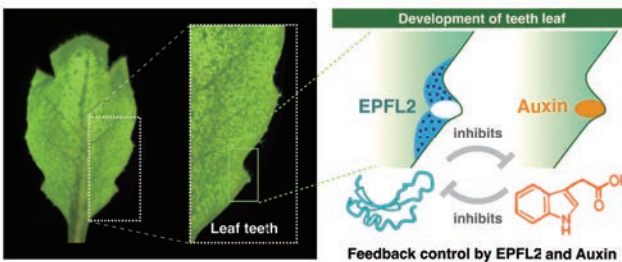 Development of teeth leaf
EPFL2
Auxin
inhibits
inhibits
Leaf teeth
N
H
O
Feedback control by EPFL2 and Auxin